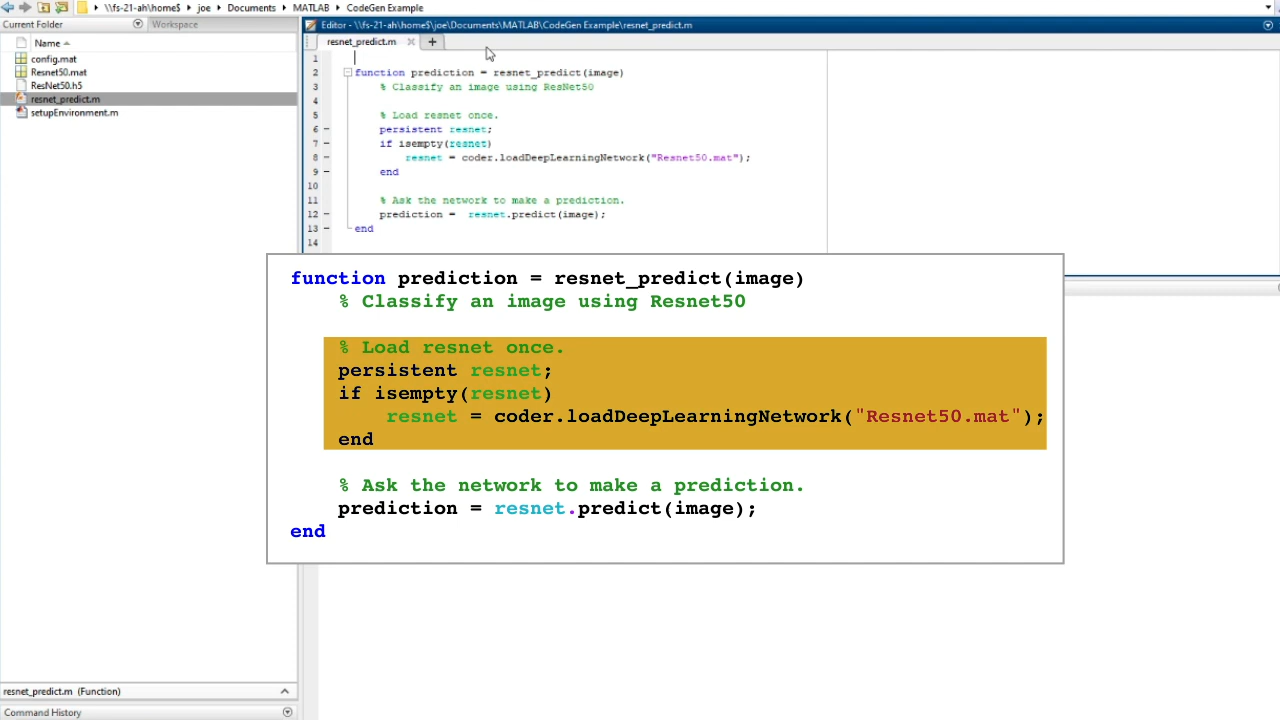 \\fs-21-ah\home$ joe Documents MATLAB CodeGen Example
Current Folder
Workspace
Editor - \\fs-21-ah\home$\joe\Documents\MATLAB\CodeGen Example\resnet_predict.m
Name
config.mat
Resnet50.mat
ResNet50.h5
resnet_predict.m
setupEnvironment.m
resnet_predict.m
1
2 function prediction = resnet_predict(image)
3 % Classify an image using ResNet50
4
5 % Load resnet once.
6 persistent resnet;
7 if isempty(resnet)
8 resnet = coder.loadDeepLearningNetwork("Resnet50.mat");
9 end
10
11 % Ask the network to make a prediction.
12 prediction = resnet.predict(image);
13 end
14
function prediction = resnet_predict(image)
% Classify an image using Resnet50
% Load resnet once.
persistent resnet;
if isempty(resnet)
resnet = coder.loadDeepLearningNetwork("Resnet50.mat");
end
% Ask the network to make a prediction.
prediction = resnet.predict(image);
end
resnet_predict.m (Function)
Command History